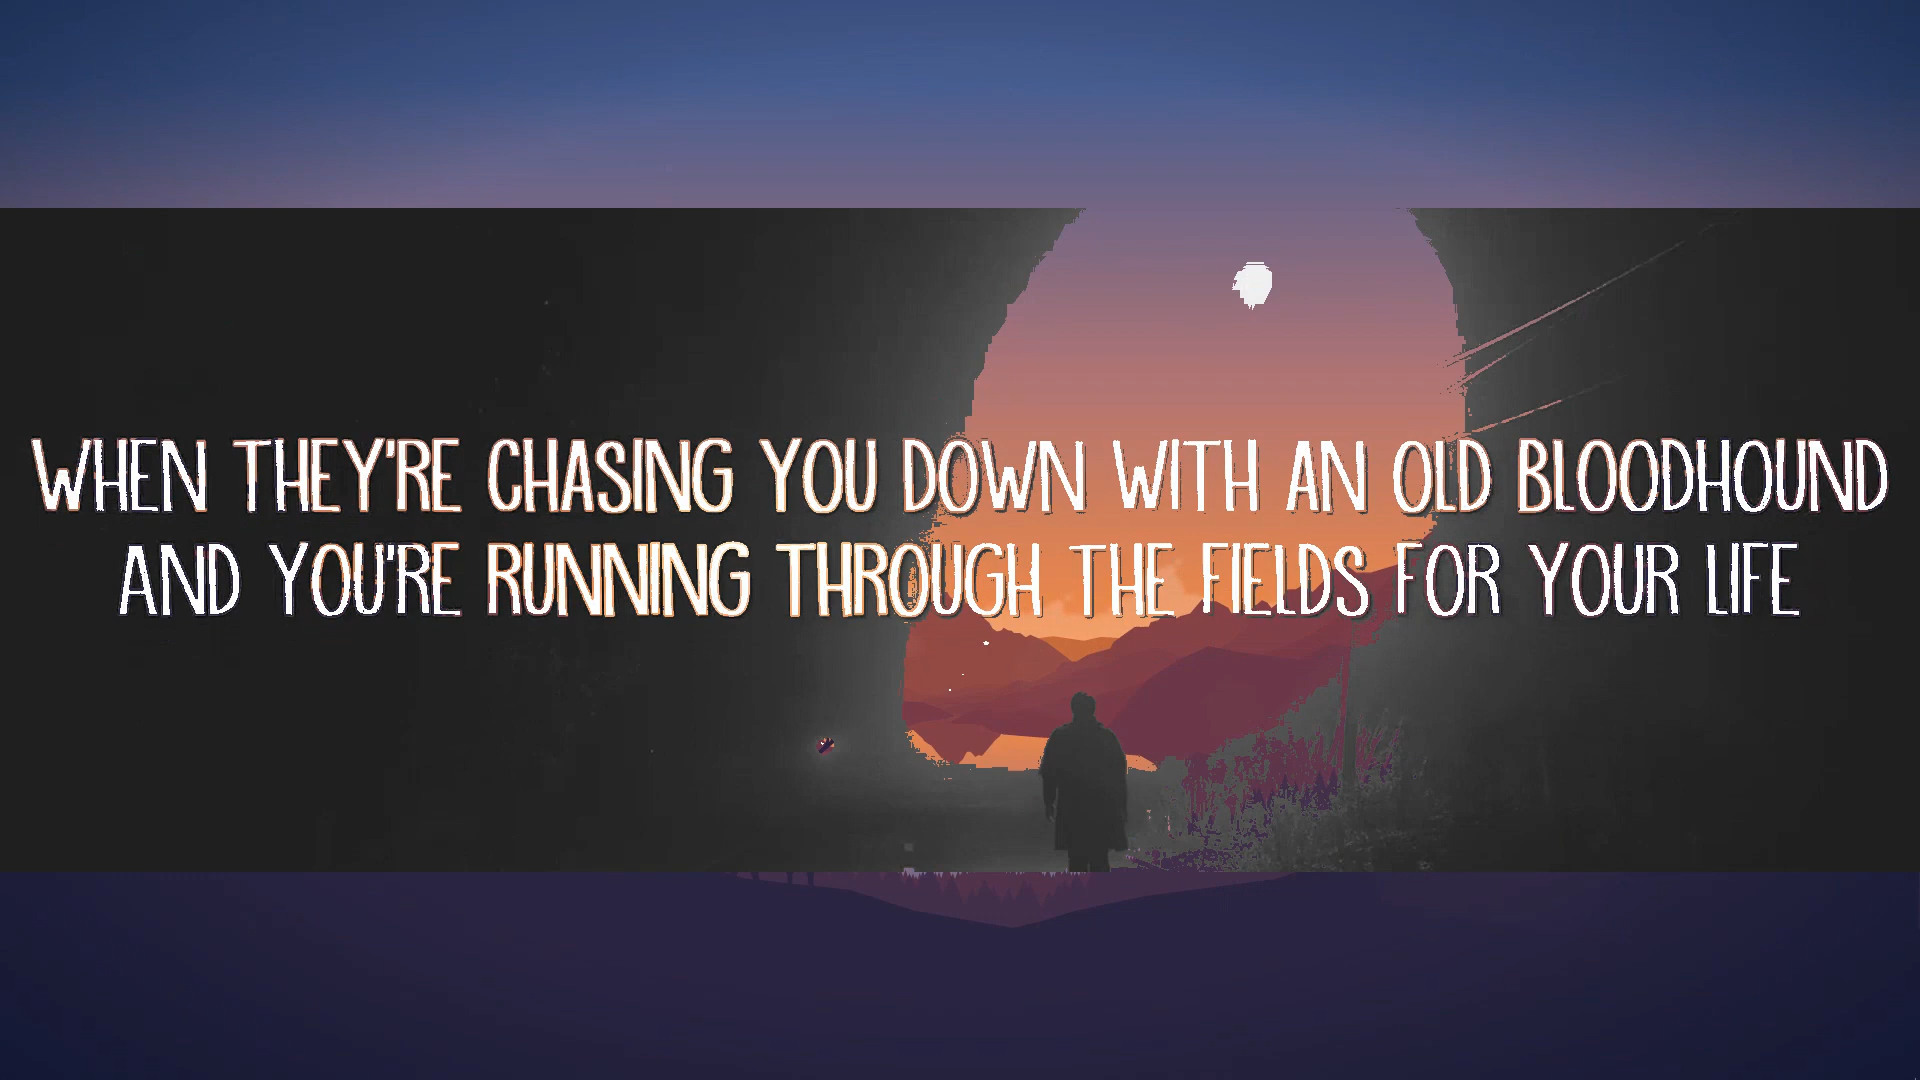 WHEN THEY'RE CHASING YOU DOWN WITH AN OLD BLOODHOUND
AND YOU'RE RUNNING THROUGH THE FIELDS FOR YOUR LIFE